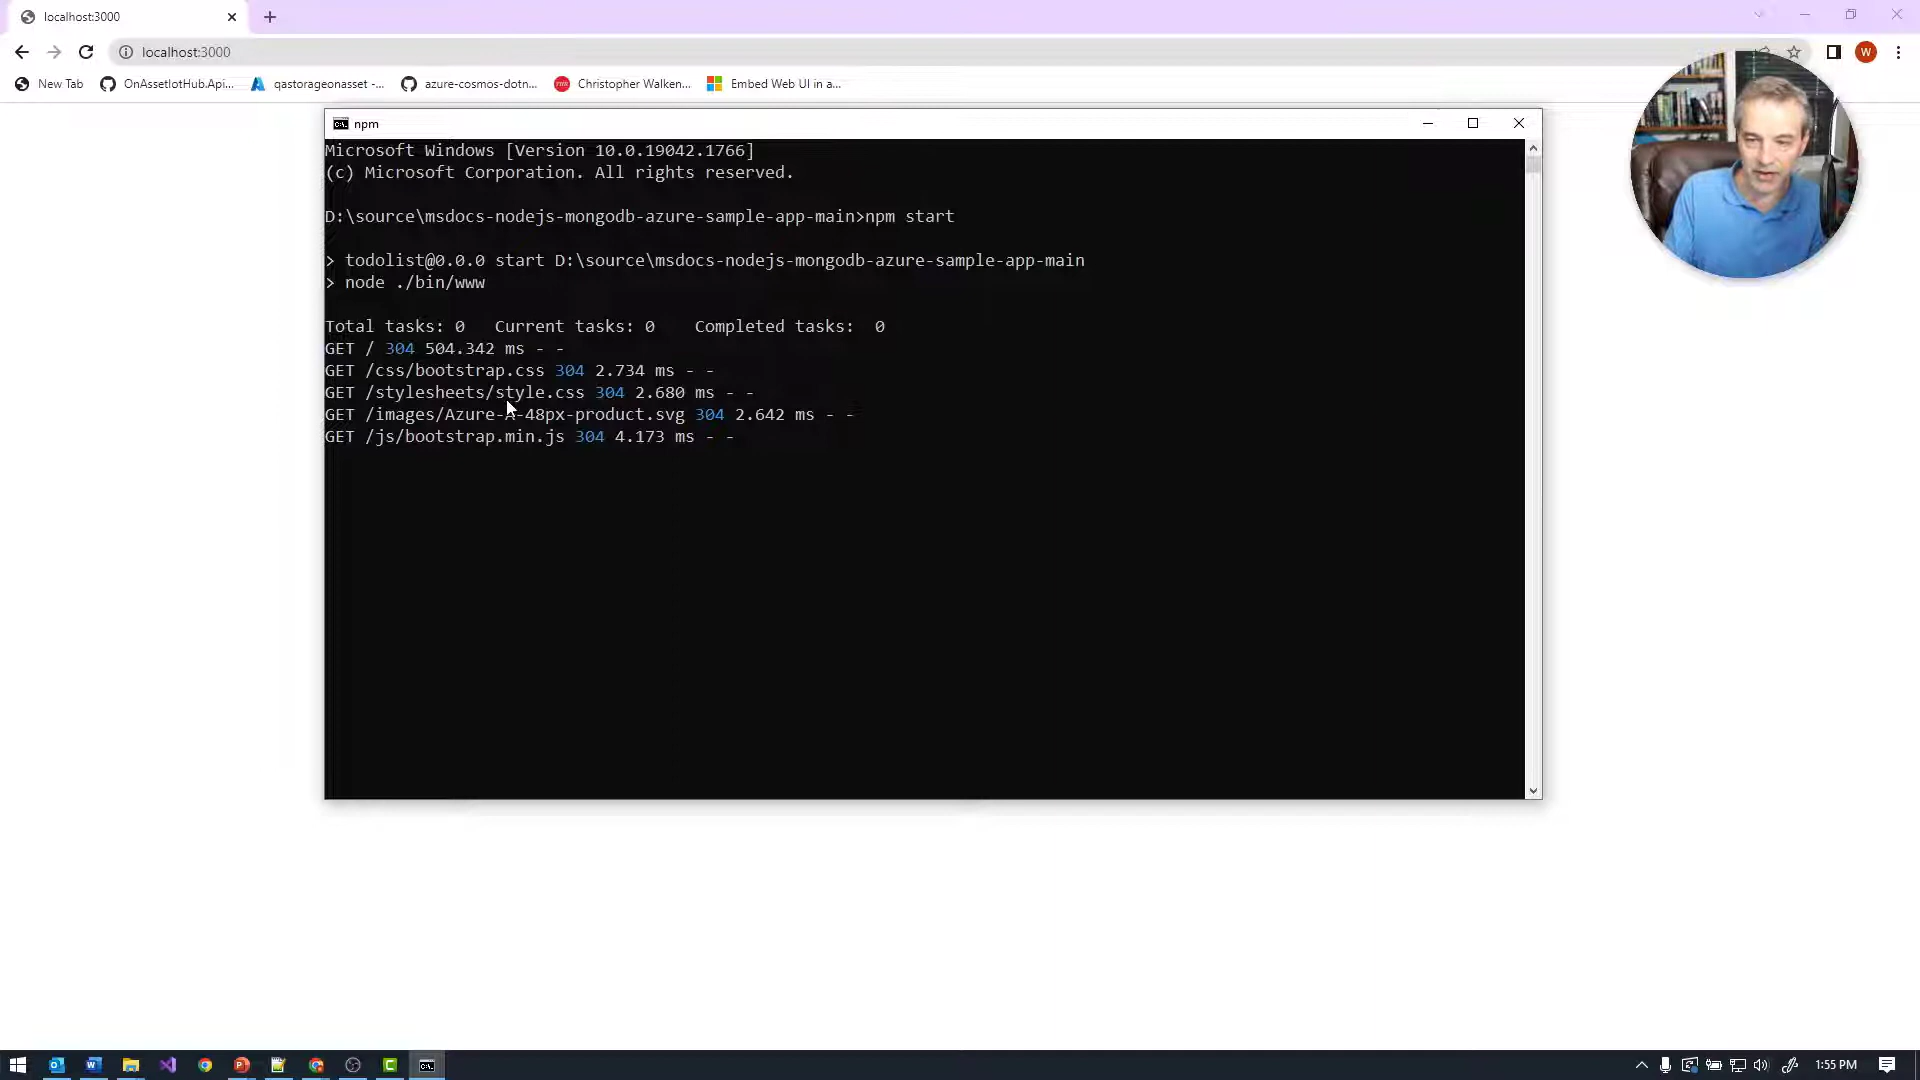 localhost:3000
localhost:3000
W
New Tab
OnAssetIotHub.Api...
qastorageonasset -...
azure-cosmos-dotn...
Christopher Walken,...
Embed Web UI in a...
npm
Microsoft Windows [Version 10.0.19042.1766]
(c) Microsoft Corporation. All rights reserved.
D:\source\msdocs-nodejs-mongodb-azure-sample-app-main>npm start
> todolist@0.0.0 start D:\source\msdocs-nodejs-mongodb-azure-sample-app-main
> node ./bin/www
Total tasks: 0   Current tasks: 0    Completed tasks:  0
GET / 304 504.342 ms - -
GET /css/bootstrap.css 304 2.734 ms - -
GET /stylesheets/style.css 304 2.680 ms - -
GET /images/Azure-A-48px-product.svg 304 2.642 ms - -
GET /js/bootstrap.min.js 304 4.173 ms - -
1:55 PM